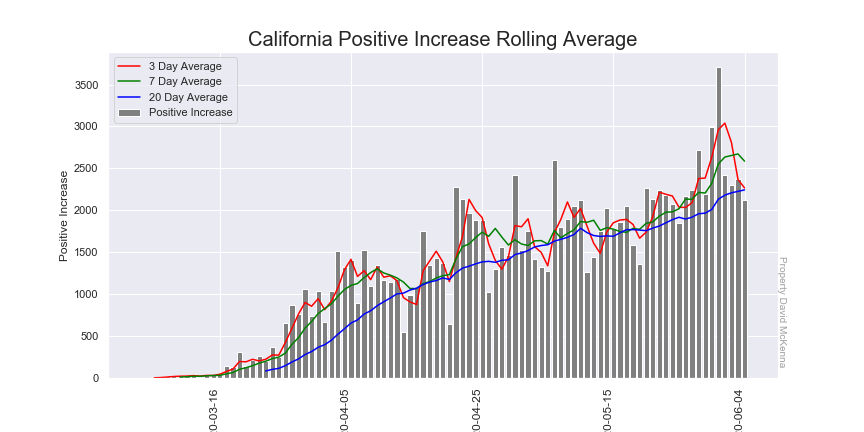 California Positive Increase Rolling Average
3 Day Average
7 Day Average
20 Day Average
Positive Increase
3500
3000
2500
2000
1500
1000
500
0
Positive Increase
0-03-16
0-04-05
0-04-25
0-05-15
0-06-04
Property David McKenna